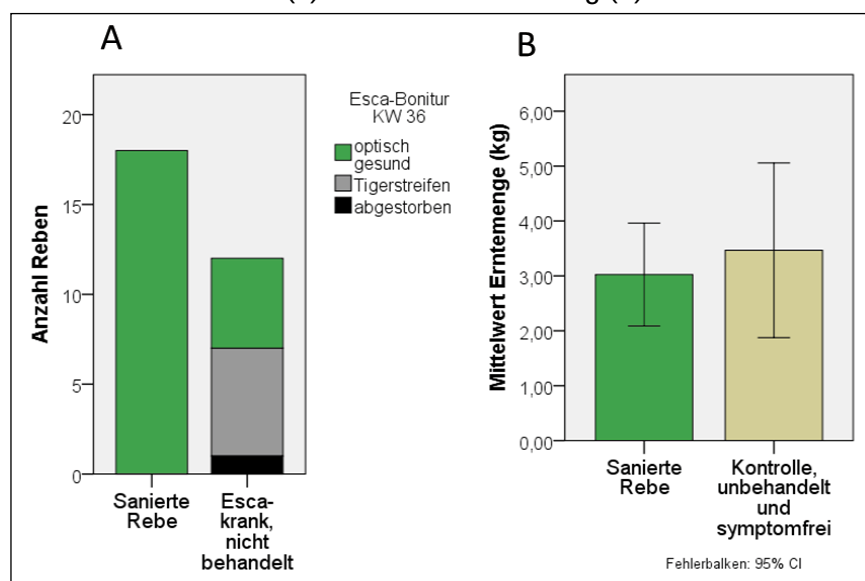 A
Anzahl Reben
20
15
10
5
0
Sanierte
Rebe
Esca-
krank,
nicht
behandelt
Esca-Bonitur
KW 36
optisch
gesund
Tigerstreifen
abgestorben
B
Mittelwert Erntemenge (kg)
6,00
5,00
4,00
3,00
2,00
1,00
0,00
Sanierte
Rebe
Kontrolle,
unbehandelt
und
symptomfrei
Fehlerbalken: 95% CI